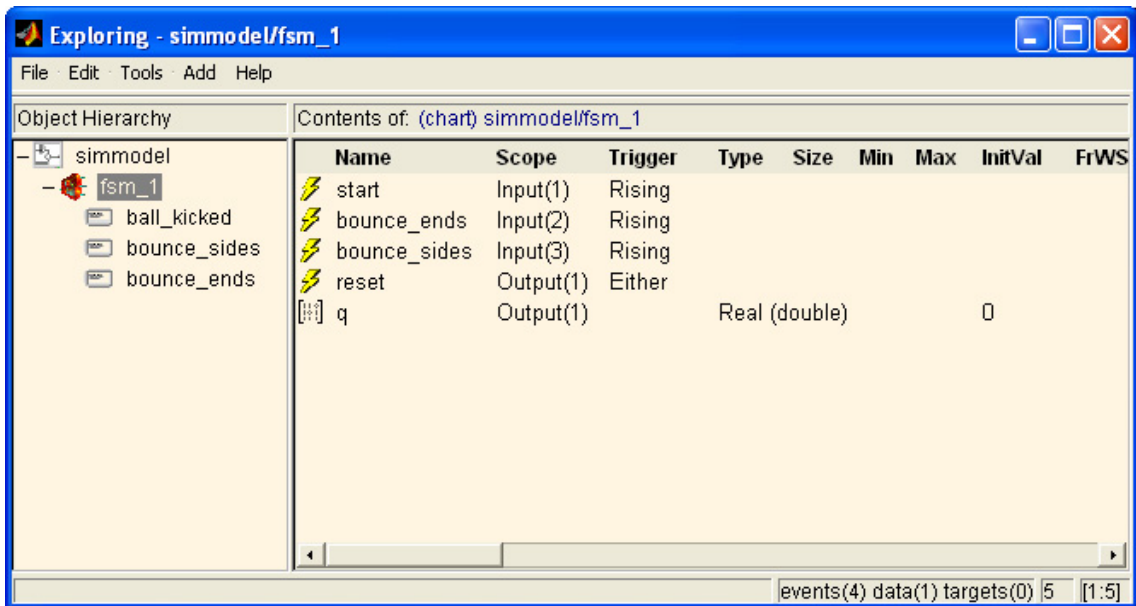 Exploring - simmodel/fsm_1
File Edit Tools Add Help
Object Hierarchy
Contents of: (chart) simmodel/fsm_1
simmodel
fsm_1
ball_kicked
bounce_sides
bounce_ends
Name Scope Trigger Type Size Min Max InitVal FrWS
start Input(1) Rising
bounce_ends Input(2) Rising
bounce_sides Input(3) Rising
reset Output(1) Either
q Output(1) Real (double) 0
events(4) data(1) targets(0) 5 [1:5]